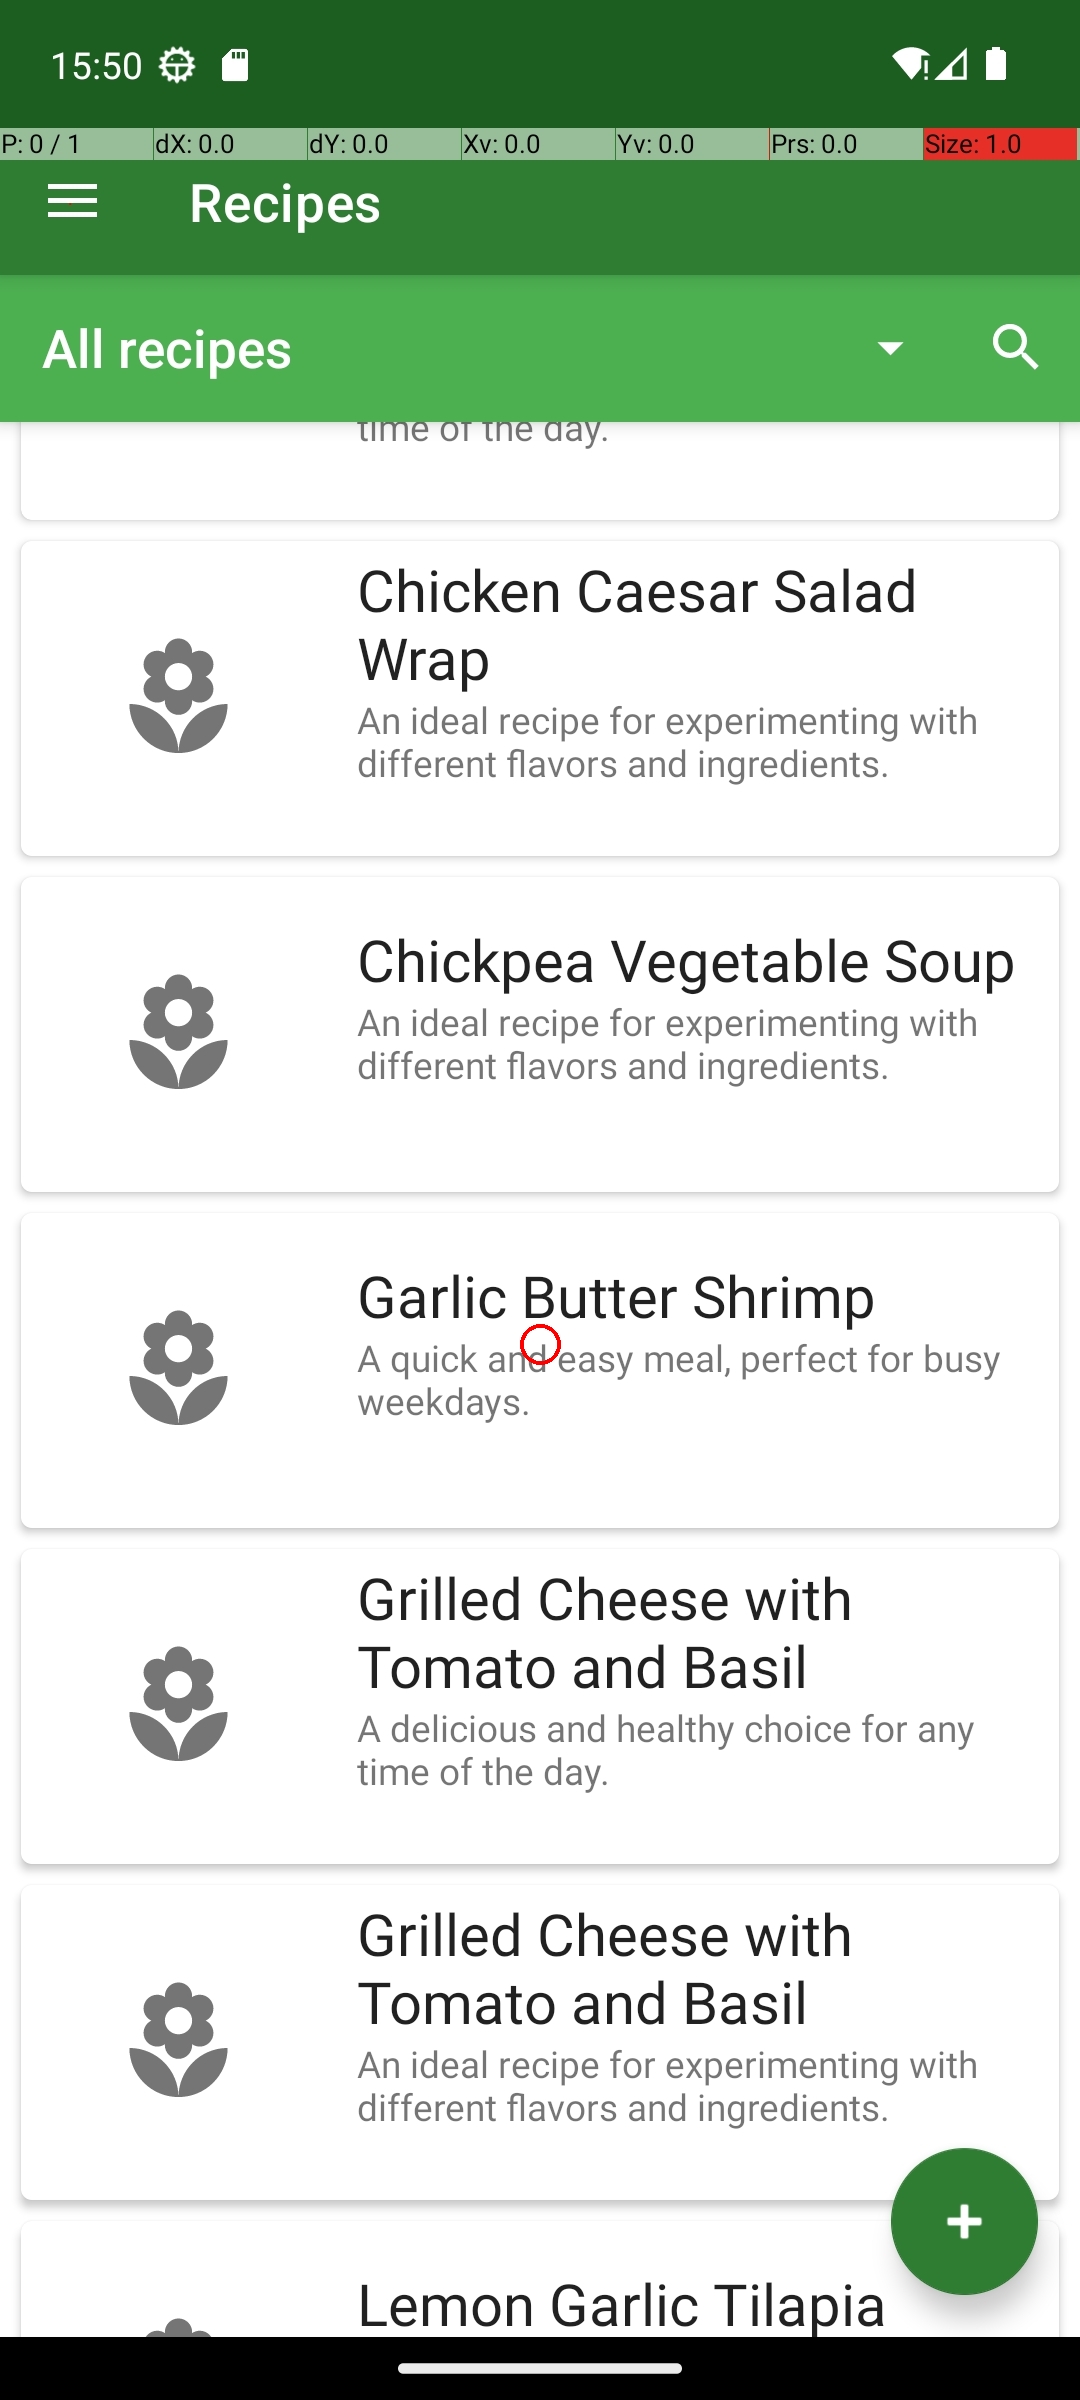 15:50
P: 0 / 1 dX: 0.0 dY: 0.0 Xv: 0.0 Yv: 0.0 Prs: 0.0 Size: 1.0
Recipes
All recipes
time of the day.
Chicken Caesar Salad
Wrap
An ideal recipe for experimenting with
different flavors and ingredients.
Chickpea Vegetable Soup
An ideal recipe for experimenting with
different flavors and ingredients.
Garlic Butter Shrimp
A quick and easy meal, perfect for busy
weekdays.
Grilled Cheese with
Tomato and Basil
A delicious and healthy choice for any
time of the day.
Grilled Cheese with
Tomato and Basil
An ideal recipe for experimenting with
different flavors and ingredients.
Lemon Garlic Tilapia